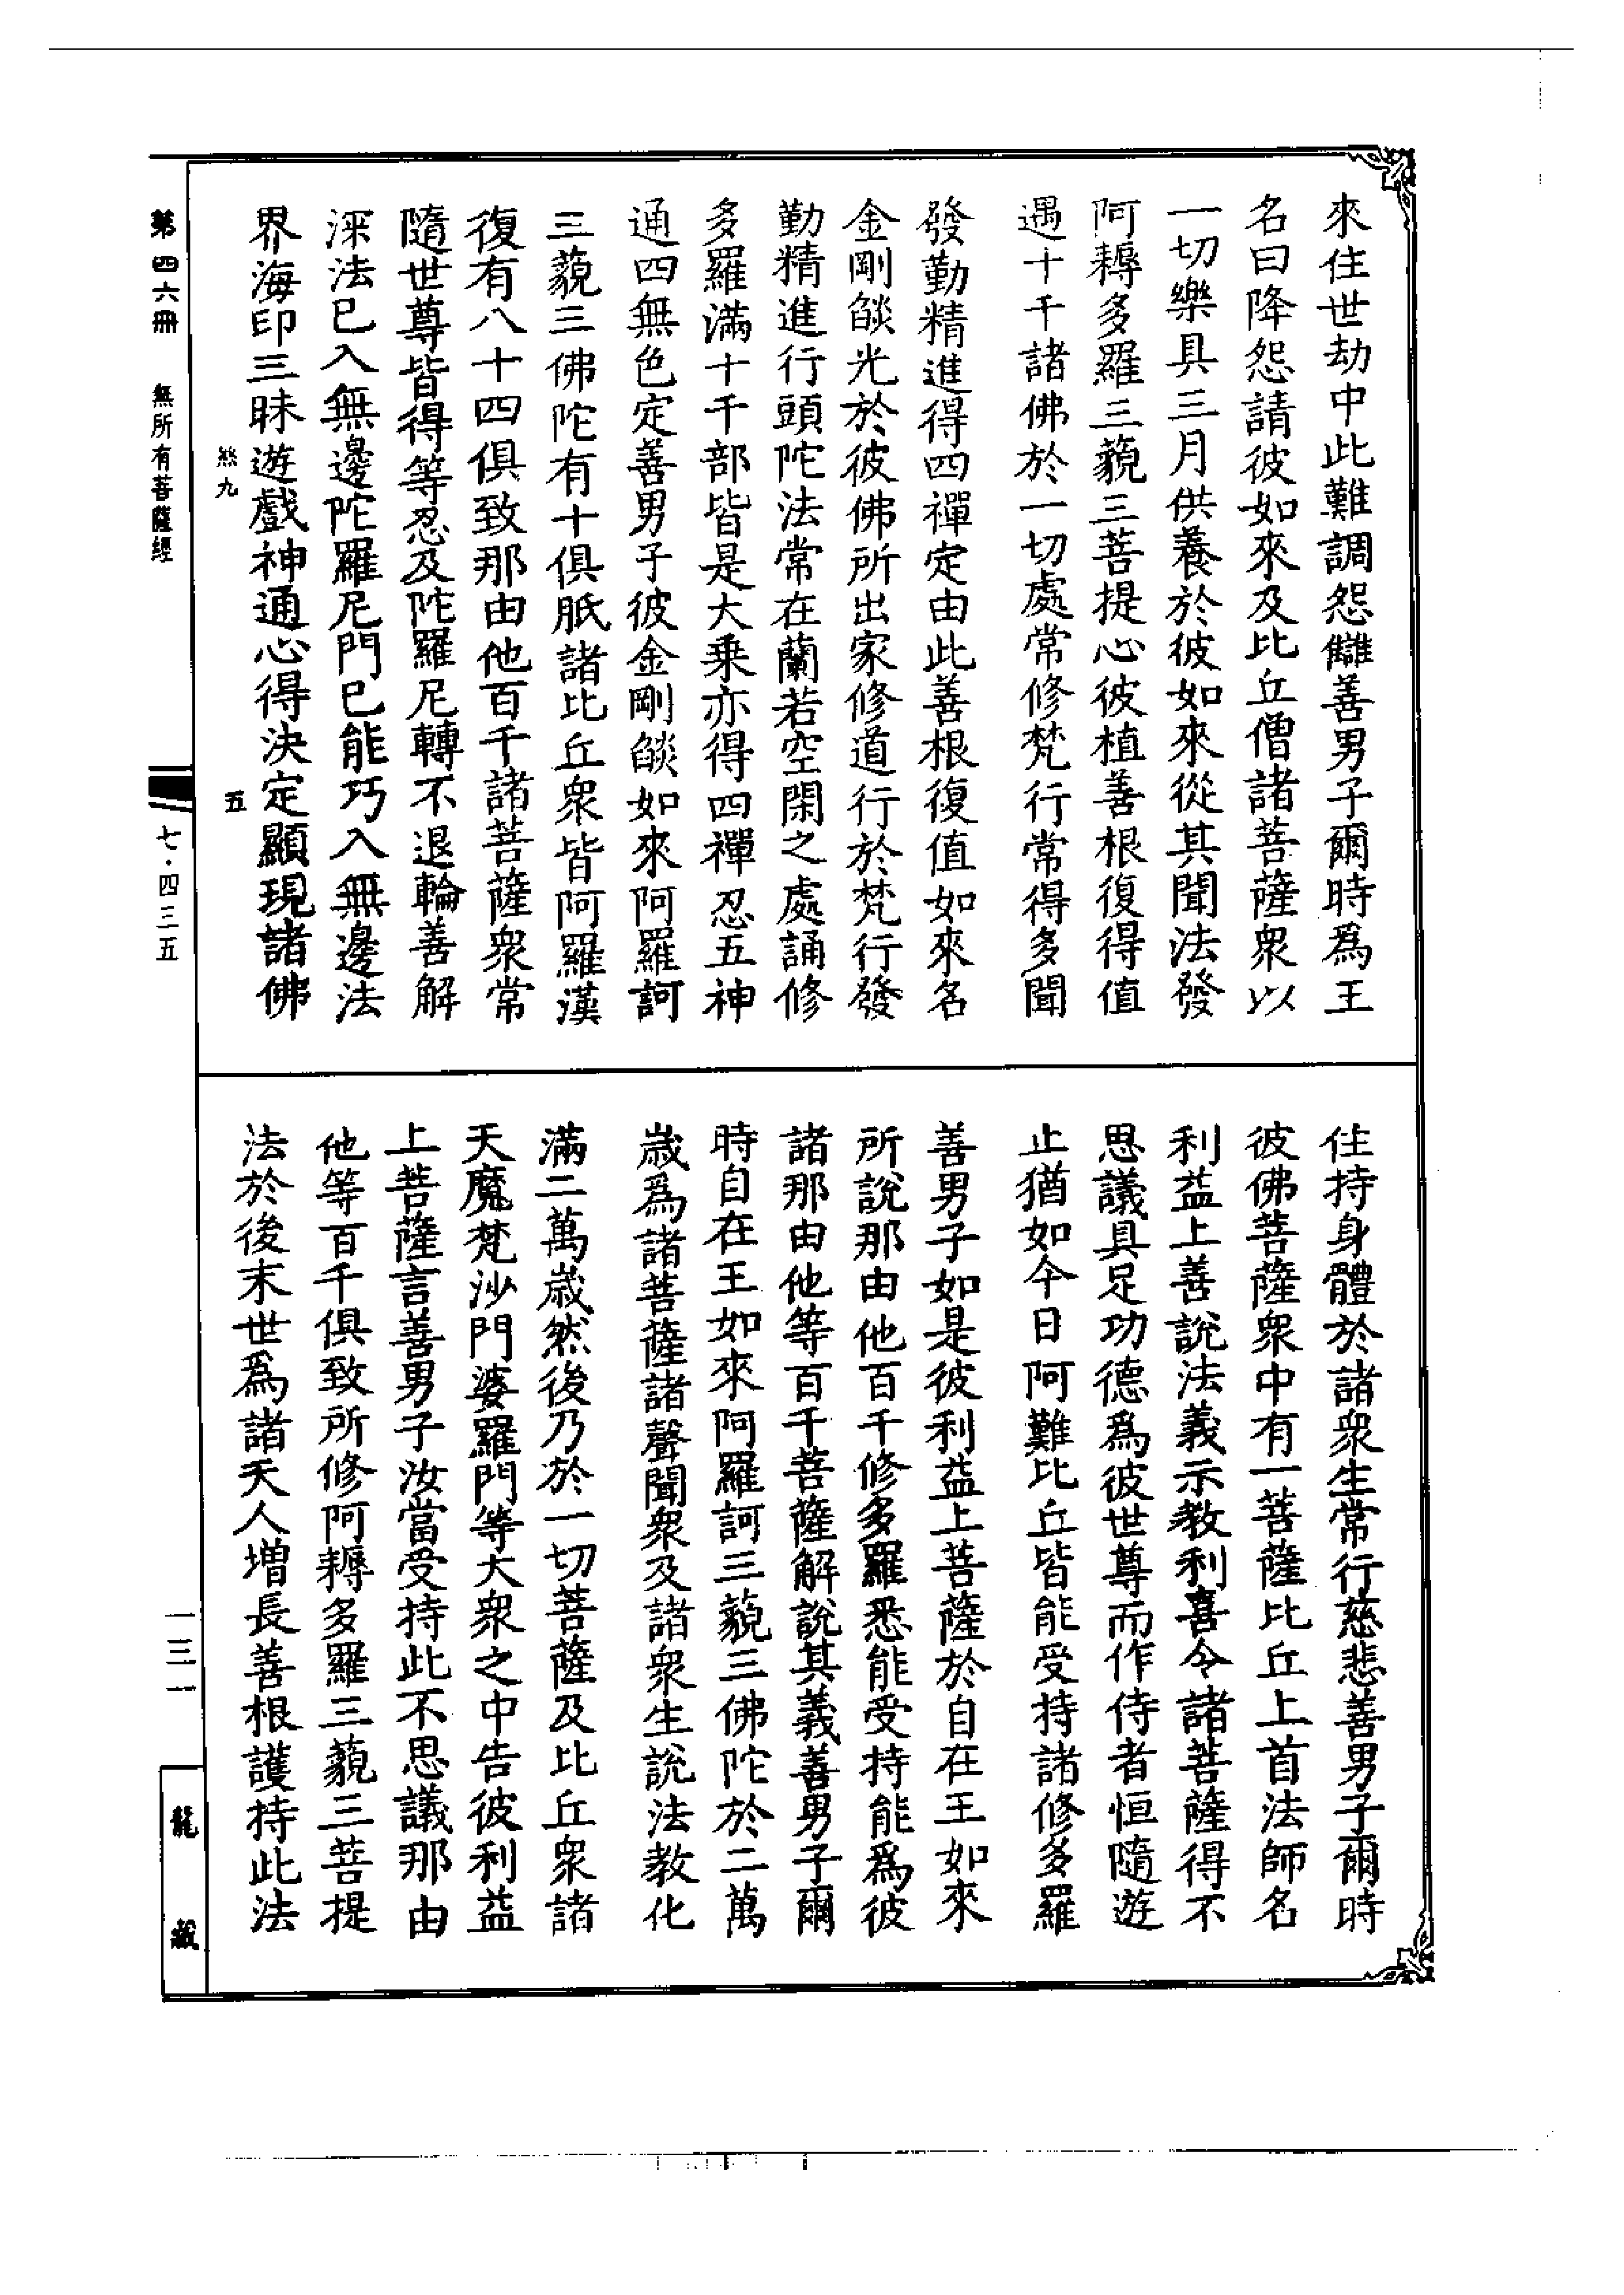 來住世劫中此難調怨讎善男子爾時為王
名曰降怨請彼如來及比丘僧諸菩薩衆以
一切樂具三月供養於彼如來從其聞法發
阿耨多羅三藐三菩提心彼植善根復得值
遇十千諸佛於一切處常修梵行常得多聞
發勤精進得四禪定由此善根復值如來名
金剛燄光於彼佛所出家修道行於梵行發
勤精進行頭陀法常在蘭若空閑之處誦修
多羅滿十千部皆是大乗亦得四禪忍五神
通四無色定善男子彼金剛燄如來阿羅訶
三藐三佛陀有十俱胝諸比丘衆皆阿羅漢
復有八十四俱致那由他百千諸菩薩衆常
隨世尊皆得等忍及陀羅尼轉不退輪善解
深法已入無邊陀羅尼門已能巧入無邊法
界海印三昧遊戲神通心得決定顯現諸佛
住持身體於諸衆生常行慈悲善男子爾時
彼佛菩薩衆中有一菩薩比丘上首法師名
利益上善說法義示教利喜令諸菩薩得不
思議具足功德爲彼世尊而作侍者恒隨遊
止猶如今日阿難比丘皆能受持諸修多羅
善男子如是彼利益上菩薩於自在王如來
所說那由他百千修多羅悉能受持能爲彼
諸那由他等百千菩薩解說其義善男子爾
時自在王如來阿羅訶三藐三佛陀於二萬
歲爲諸菩薩諸聲聞衆及諸衆生說法教化
滿二萬歲然後乃於一切菩薩及比丘衆諸
天魔梵沙門婆羅門等大衆之中告彼利益
上菩薩言善男子汝當受持此不思議那由
他等百千俱致所修阿耨多羅三藐三菩提
法於後末世爲諸天人増長善根護持此法
煞九
五
第四六冊　無所有菩薩經
七·四三五
一三一
龍藏